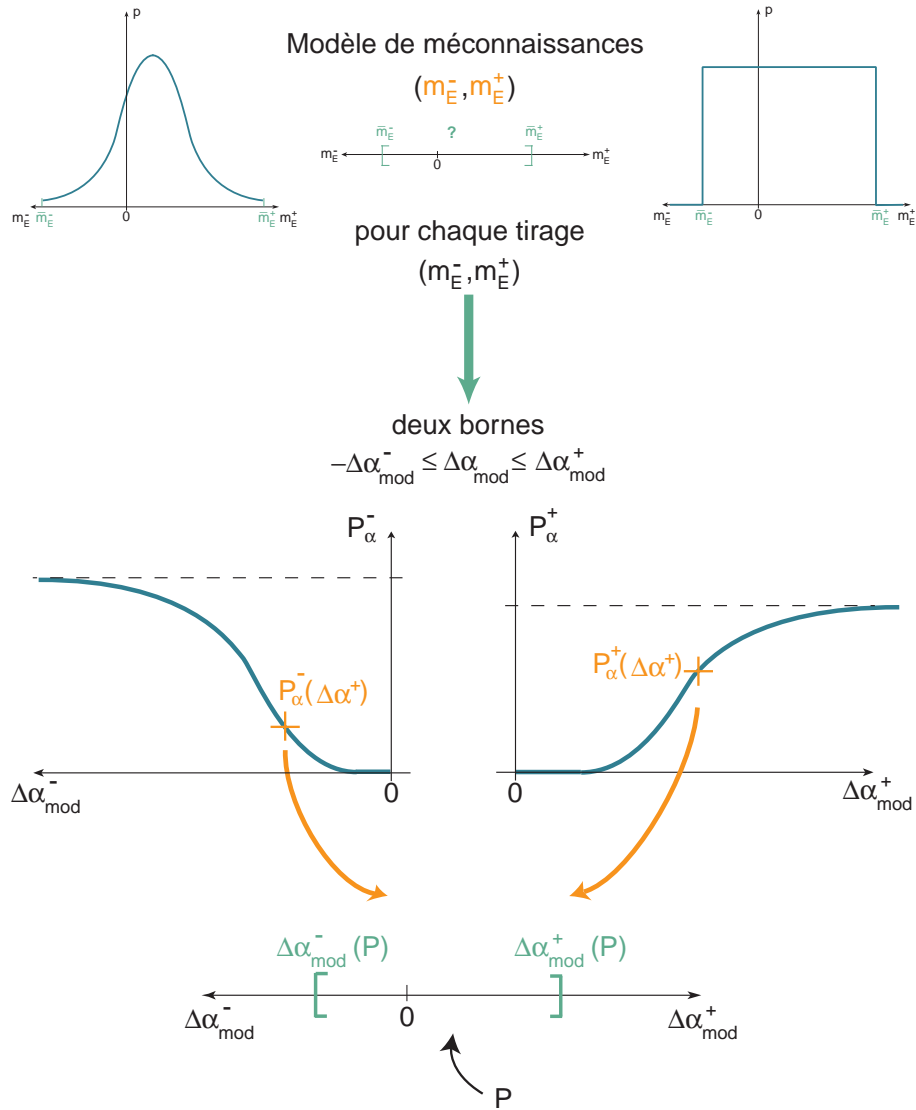 p
m_E^- m̅_E^- 0 m̅_E^+ m_E^+
Modèle de méconnaissances
(m_E^-,m_E^+)
m̅_E^- ? m̅_E^+
m_E^- 0 m_E^+
p
m_E^- m̅_E^- 0 m̅_E^+ m_E^+
pour chaque tirage
(m_E^-,m_E^+)
deux bornes
−Δα_mod^- ≤ Δα_mod ≤ Δα_mod^+
P_α^-
P_α^-(Δα^+)
Δα_mod^- 0
P_α^+
P_α^+(Δα^+)
0 Δα_mod^+
Δα_mod^- (P) Δα_mod^+ (P)
Δα_mod^- 0 Δα_mod^+
P